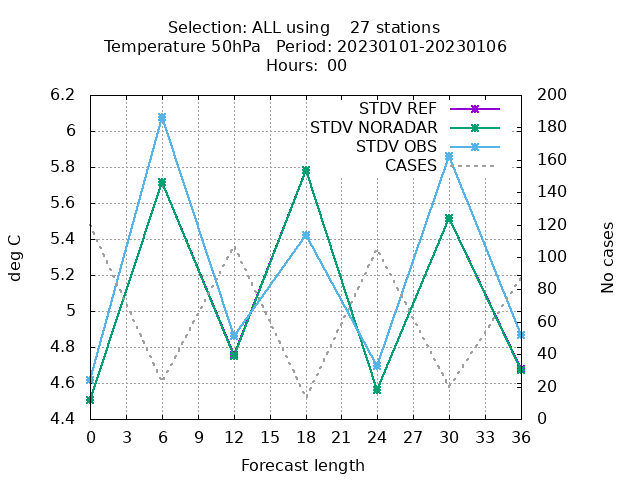 Selection: ALL using    27 stations
Temperature 50hPa   Period: 20230101-20230106
Hours:  00
6.2
6
5.8
5.6
5.4
5.2
5
4.8
4.6
4.4
deg C
STDV REF
STDV NORADAR
STDV OBS
CASES
200
180
160
140
120
100
80
60
40
20
0
No cases
0 3 6 9 12 15 18 21 24 27 30 33 36
Forecast length